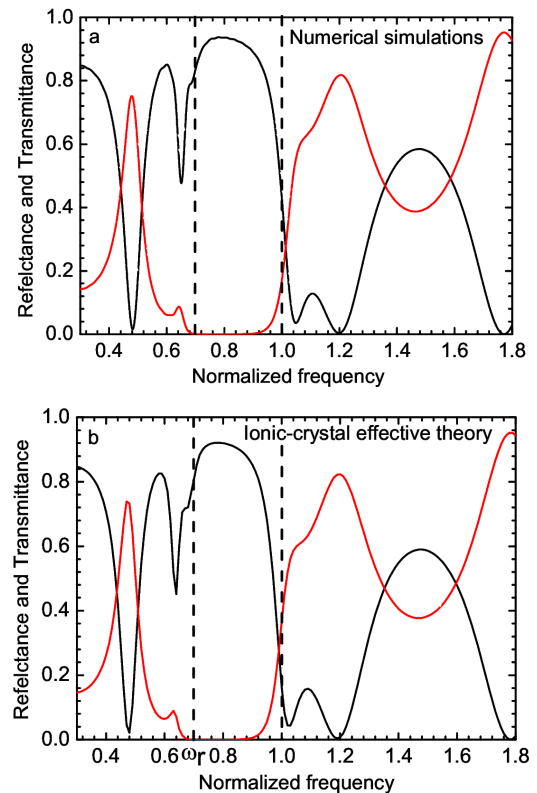 a
Numerical simulations
1.0
0.8
0.6
0.4
0.2
0.0
Refelctance and Transmittance
0.4 0.6 0.8 1.0 1.2 1.4 1.6 1.8
Normalized frequency
b
Ionic-crystal effective theory
1.0
0.8
0.6
0.4
0.2
0.0
Refelctance and Transmittance
0.4 0.6 ωr 0.8 1.0 1.2 1.4 1.6 1.8
Normalized frequency